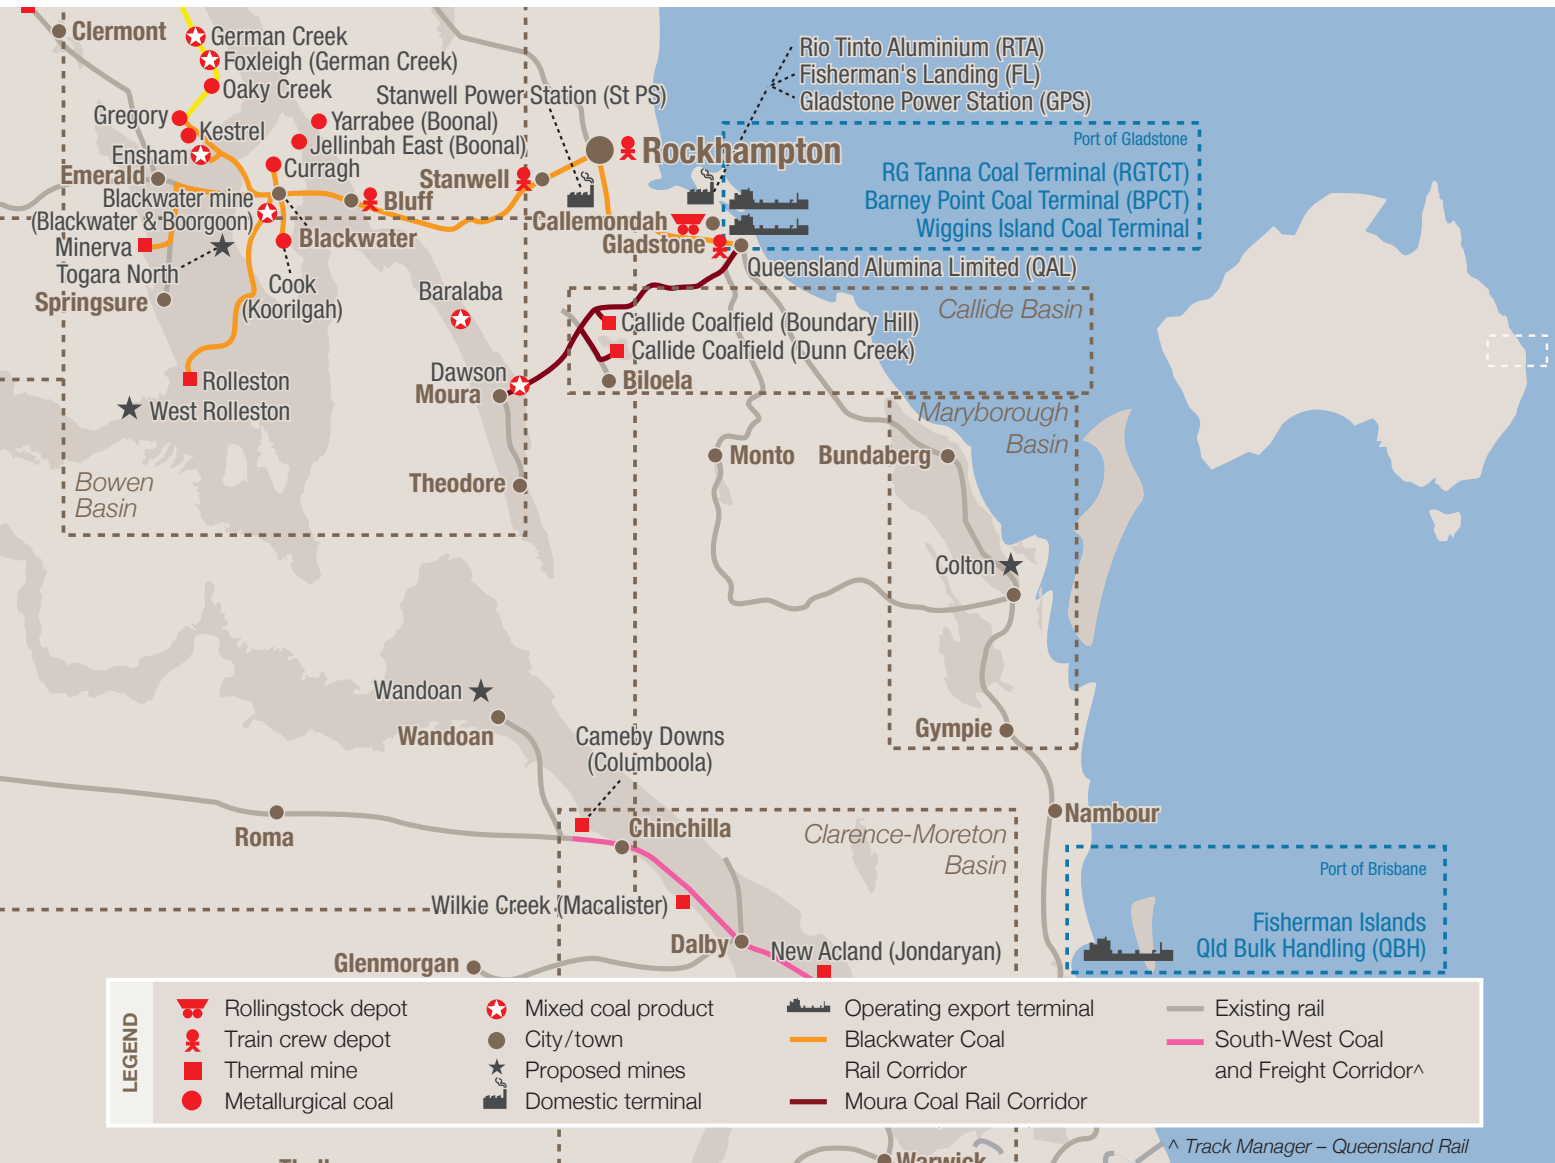 Clermont
German Creek
Foxleigh (German Creek)
Oaky Creek
Gregory
Kestrel
Ensham
Emerald
Yarrabee (Boonal)
Jellinbah East (Boonal)
Curragh
Blackwater mine
(Blackwater & Boorgoon)
Minerva
Togara North
Springsure
Cook
(Koorilgah)
Blackwater
Bluff
Stanwell
Stanwell Power Station (St PS)
Rockhampton
Callemondah
Gladstone
Rio Tinto Aluminium (RTA)
Fisherman's Landing (FL)
Gladstone Power Station (GPS)
Port of Gladstone
RG Tanna Coal Terminal (RGTCT)
Barney Point Coal Terminal (BPCT)
Wiggins Island Coal Terminal
Queensland Alumina Limited (QAL)
Callide Basin
Callide Coalfield (Boundary Hill)
Callide Coalfield (Dunn Creek)
Biloela
Baralaba
Dawson
Moura
Rolleston
West Rolleston
Bowen
Basin
Theodore
Monto
Bundaberg
Maryborough
Basin
Colton
Gympie
Wandoan
Wandoan
Cameby Downs
(Columboola)
Roma
Chinchilla
Clarence-Moreton
Basin
Nambour
Port of Brisbane
Fisherman Islands
Qld Bulk Handling (QBH)
Wilkie Creek (Macalister)
Dalby
New Acland (Jondaryan)
Glenmorgan
LEGEND
Rollingstock depot
Train crew depot
Thermal mine
Metallurgical coal
Mixed coal product
City/town
Proposed mines
Domestic terminal
Operating export terminal
Blackwater Coal
Rail Corridor
Moura Coal Rail Corridor
Existing rail
South-West Coal
and Freight Corridor^
^ Track Manager – Queensland Rail
Warwick